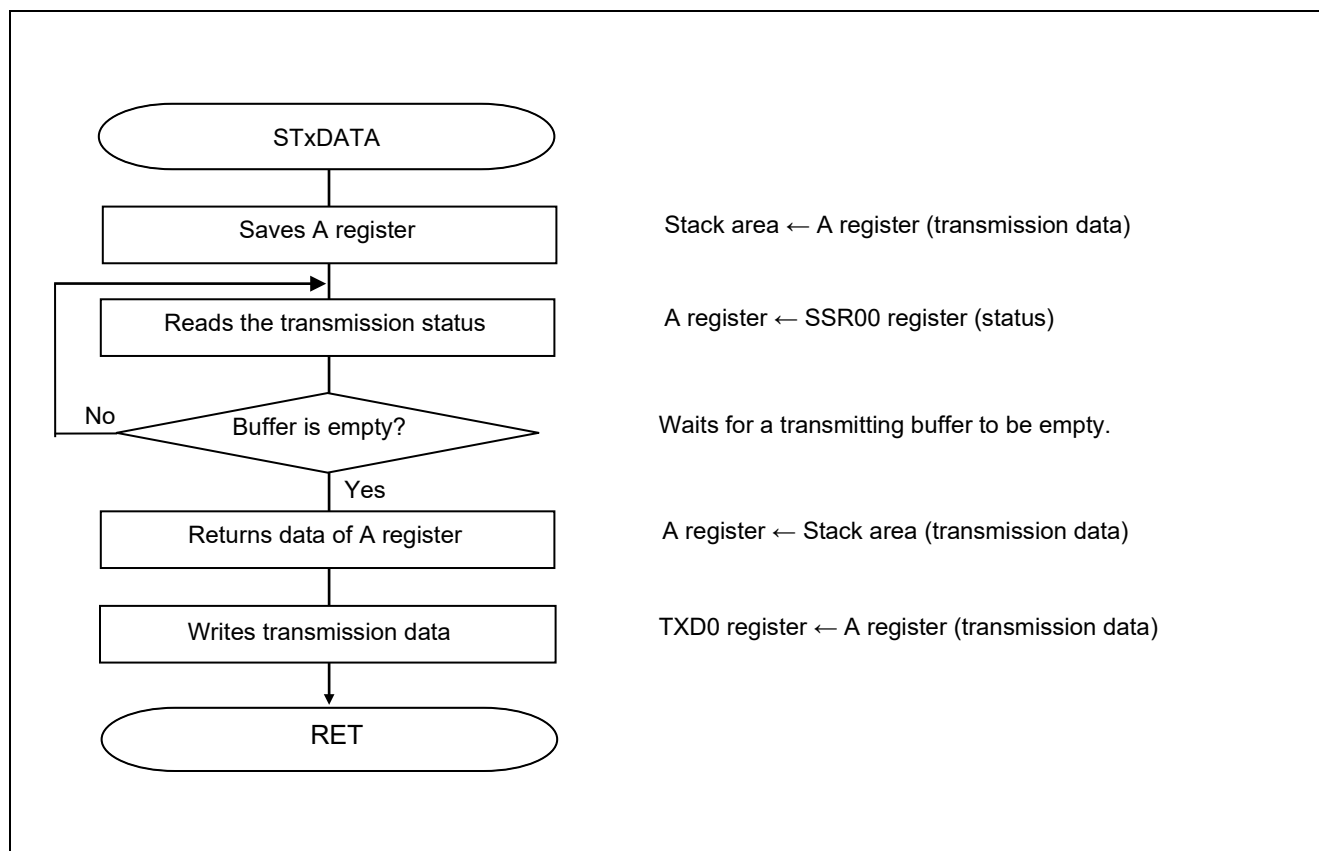 STxDATA
Saves A register
Stack area ← A register (transmission data)
Reads the transmission status
A register ← SSR00 register (status)
No
Buffer is empty?
Waits for a transmitting buffer to be empty.
Yes
Returns data of A register
A register ← Stack area (transmission data)
Writes transmission data
TXD0 register ← A register (transmission data)
RET